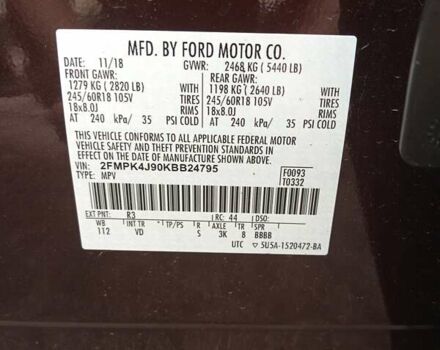 MFD. BY FORD MOTOR CO.
DATE: 11/18 GVWR: 2468 KG ( 5440 LB)
FRONT GAWR: REAR GAWR:
1279 KG ( 2820 LB) WITH 1198 KG ( 2640 LB) WITH
245/60R18 105V TIRES 245/60R18 105V TIRES
18x8.0J RIMS 18x8.0J RIMS
AT 240 kPa/ 35 PSI COLD AT 240 kPa/ 35 PSI COLD
THIS VEHICLE CONFORMS TO ALL APPLICABLE FEDERAL MOTOR
VEHICLE SAFETY AND THEFT PREVENTION STANDARDS IN EFFECT ON
THE DATE OF MANUFACTURE SHOWN ABOVE.
VIN: 2FMPK4J90KBB24795 F0093
TYPE: MPV T0332
EXT PNT: R3 RC: 44 DSO:
WB INT TR TP/PS R AXLE TR SPR
112 VD S 3K 8 BBBB
UTC 5U5A-1520472-BA